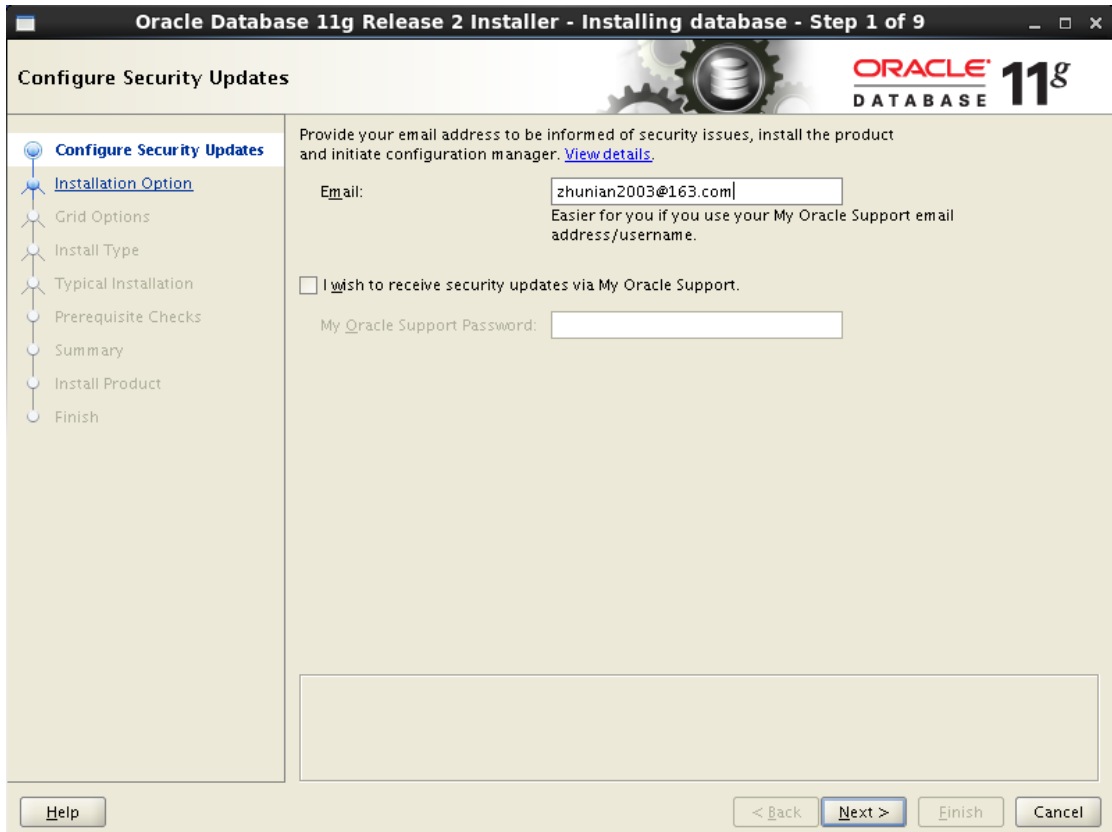 Oracle Database 11g Release 2 Installer - Installing database - Step 1 of 9
Configure Security Updates
ORACLE
DATABASE
11g
Configure Security Updates
Installation Option
Grid Options
Install Type
Typical Installation
Prerequisite Checks
Summary
Install Product
Finish
Provide your email address to be informed of security issues, install the product
and initiate configuration manager. View details.
Email:
zhunian2003@163.com
Easier for you if you use your My Oracle Support email
address/username.
I wish to receive security updates via My Oracle Support.
My Oracle Support Password:
Help
< Back
Next >
Finish
Cancel